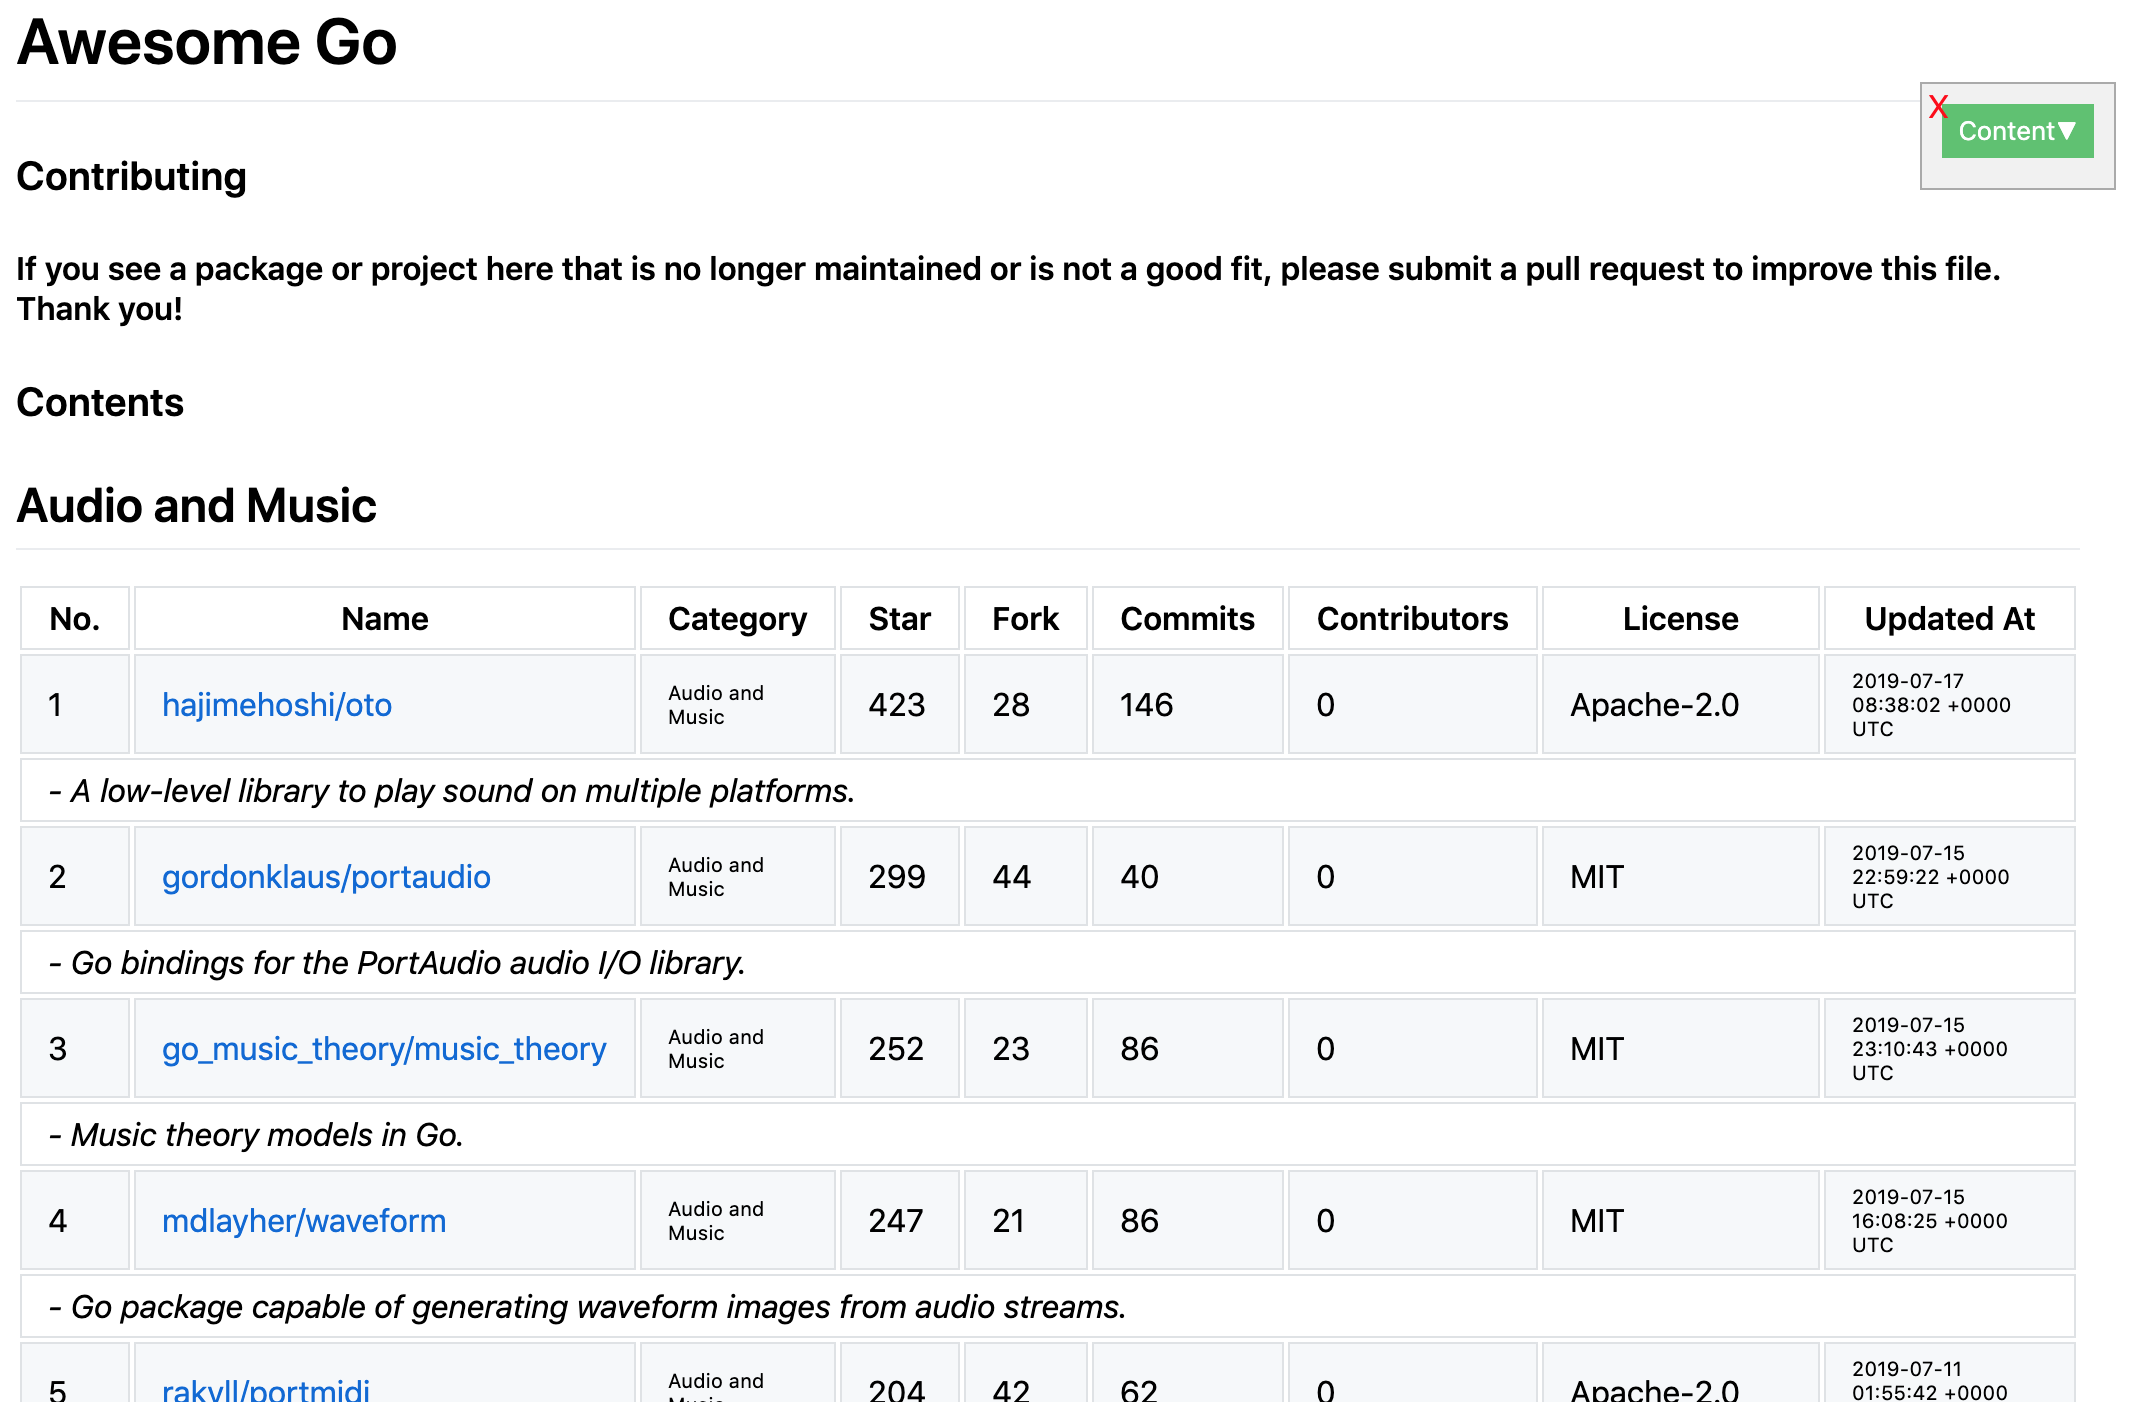 Awesome Go
X
Content▼
Contributing
If you see a package or project here that is no longer maintained or is not a good fit, please submit a pull request to improve this file.
Thank you!
Contents
Audio and Music
No. Name Category Star Fork Commits Contributors License Updated At
1 hajimehoshi/oto Audio and Music 423 28 146 0 Apache-2.0 2019-07-17 08:38:02 +0000 UTC
- A low-level library to play sound on multiple platforms.
2 gordonklaus/portaudio Audio and Music 299 44 40 0 MIT 2019-07-15 22:59:22 +0000 UTC
- Go bindings for the PortAudio audio I/O library.
3 go_music_theory/music_theory Audio and Music 252 23 86 0 MIT 2019-07-15 23:10:43 +0000 UTC
- Music theory models in Go.
4 mdlayher/waveform Audio and Music 247 21 86 0 MIT 2019-07-15 16:08:25 +0000 UTC
- Go package capable of generating waveform images from audio streams.
5 rakyll/portmidi Audio and Music 204 42 62 0 Apache-2.0 2019-07-11 01:55:42 +0000